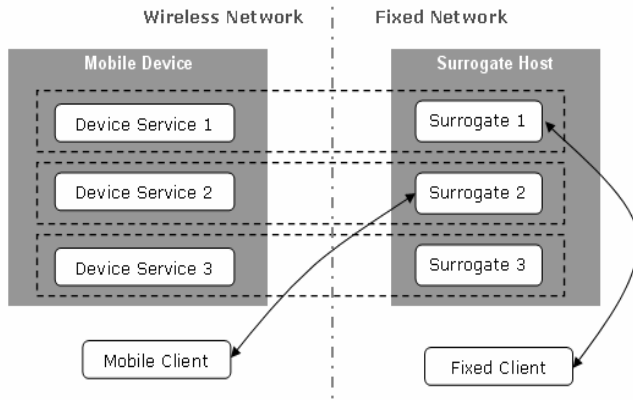 Wireless Network
Fixed Network
Mobile Device
Surrogate Host
Device Service 1
Surrogate 1
Device Service 2
Surrogate 2
Device Service 3
Surrogate 3
Mobile Client
Fixed Client